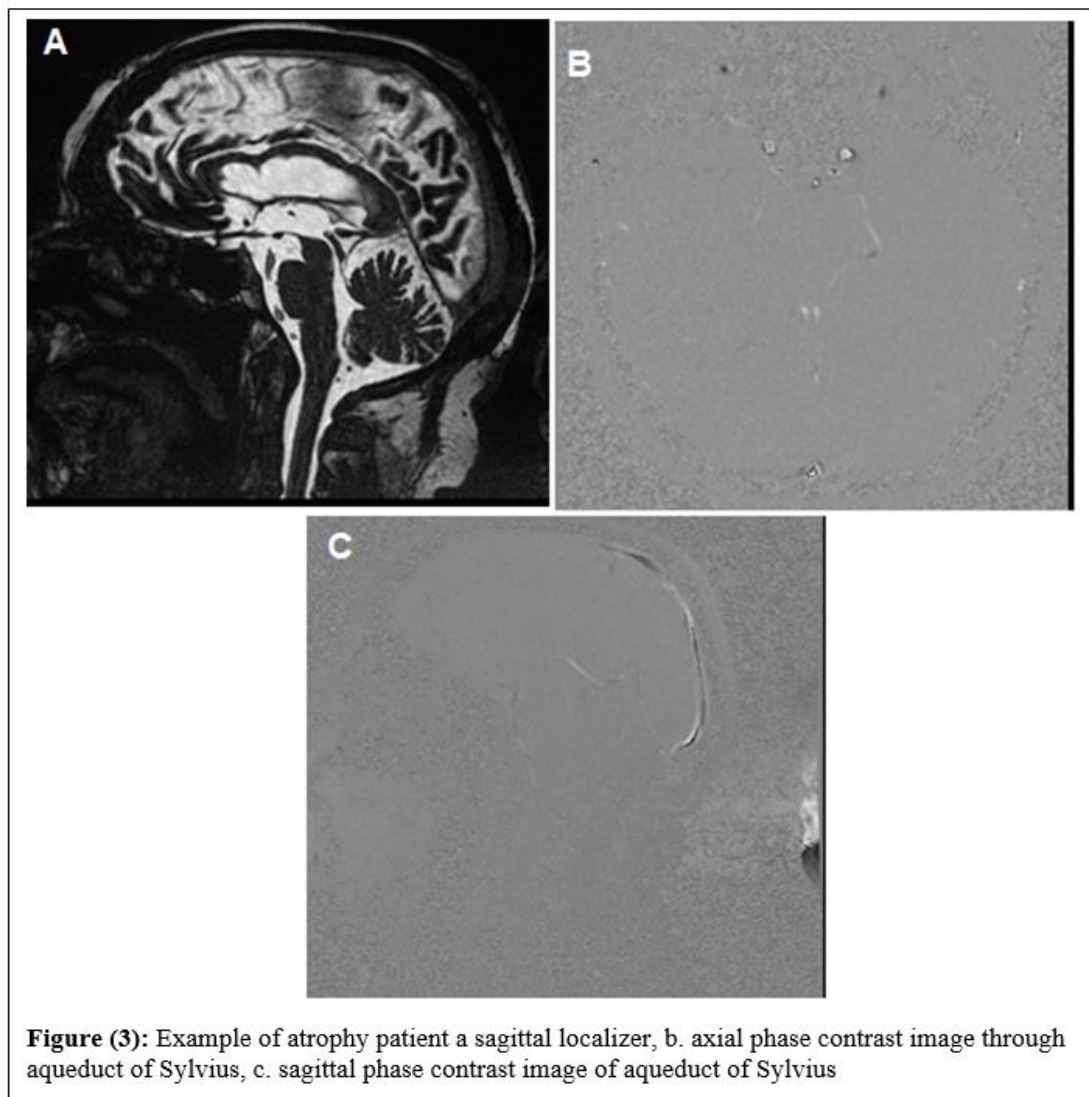 A
B
C
Figure (3): Example of atrophy patient a sagittal localizer, b. axial phase contrast image through
aqueduct of Sylvius, c. sagittal phase contrast image of aqueduct of Sylvius